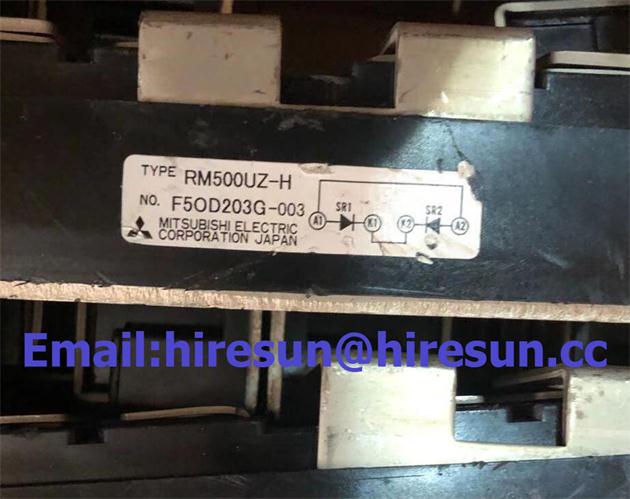 TYPE RM500UZ-H
NO. F5OD203G-003
MITSUBISHI ELECTRIC
CORPORATION JAPAN
SR1 SR2
A1 K1 K2 A2
Email:hiresun@hiresun.cc